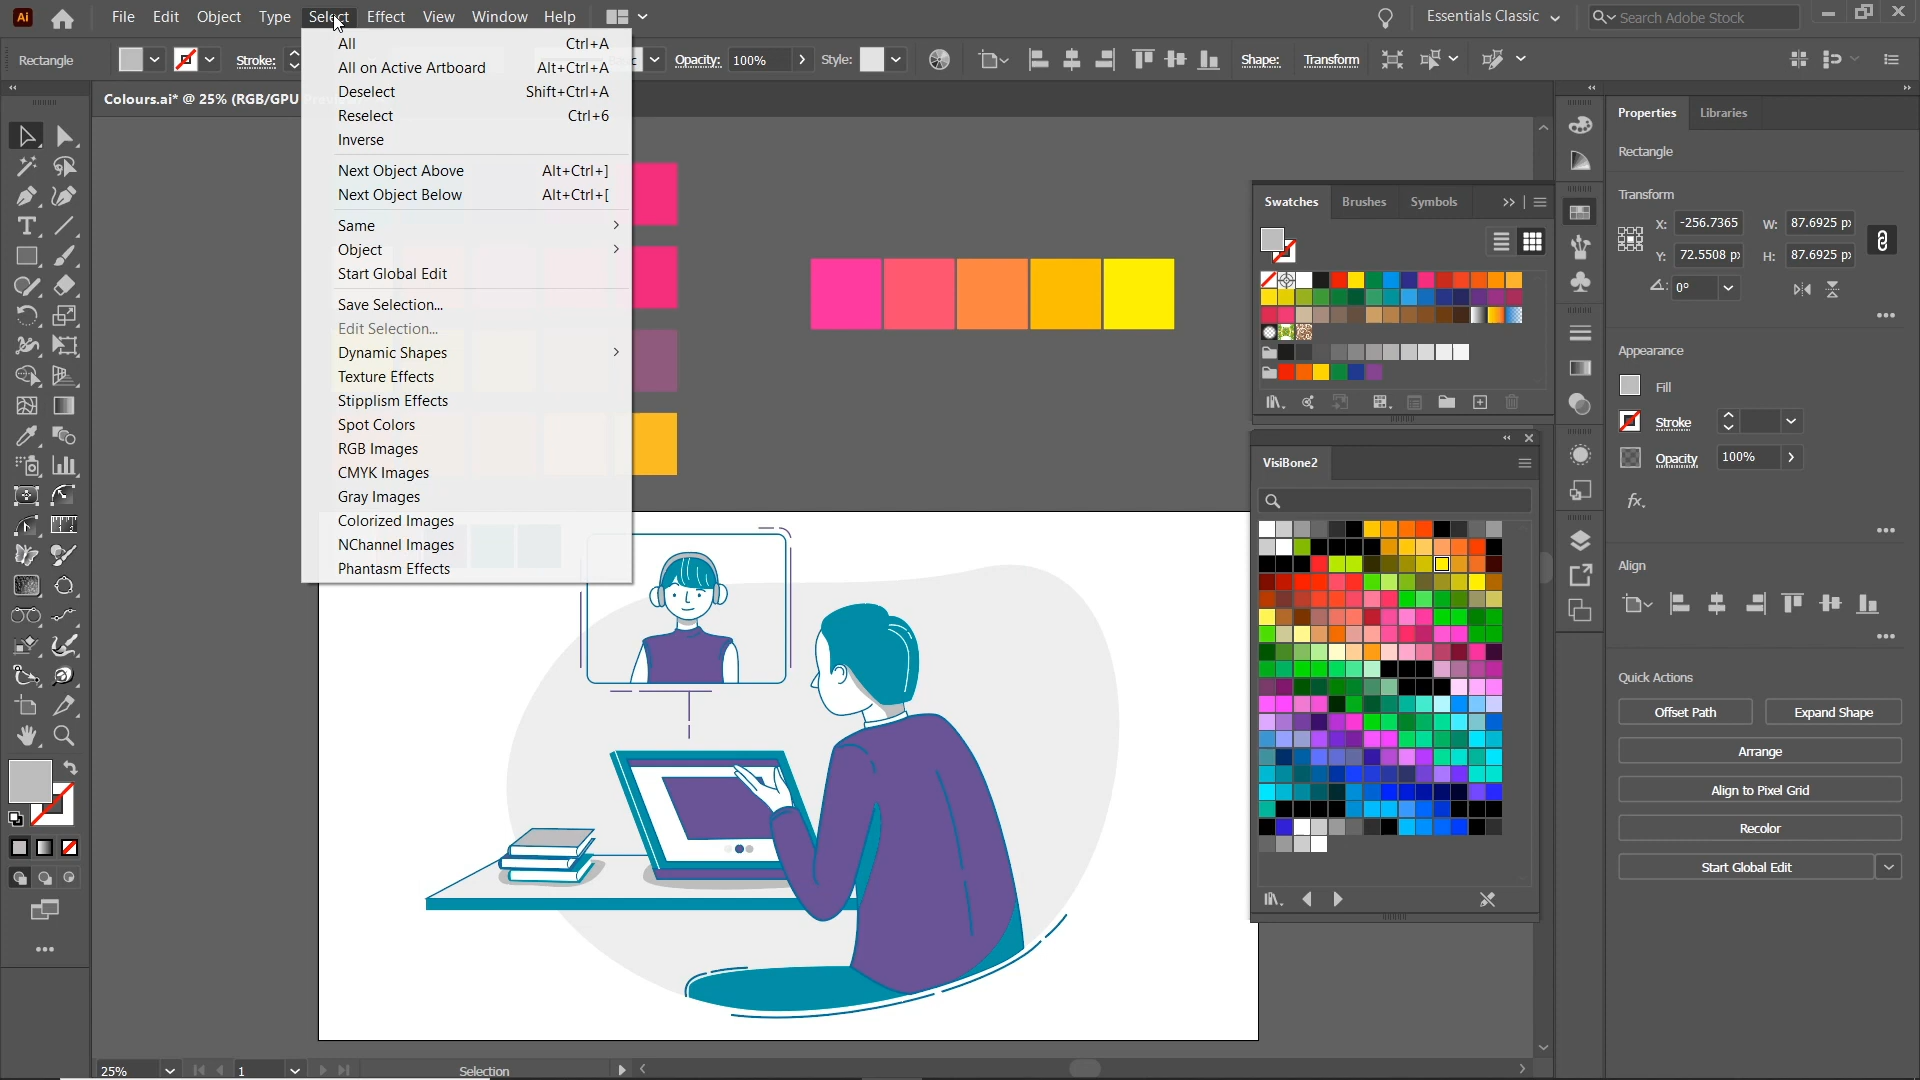 Ai File Edit Object Type Select Effect View Window Help Essentials Classic Search Adobe Stock
Rectangle Stroke: Opacity: 100% Style: Shape: Transform
Colours.ai* @ 25% (RGB/GPU
All Ctrl+A
All on Active Artboard Alt+Ctrl+A
Deselect Shift+Ctrl+A
Reselect Ctrl+6
Inverse
Next Object Above Alt+Ctrl+]
Next Object Below Alt+Ctrl+[
Same
Object
Start Global Edit
Save Selection...
Edit Selection...
Dynamic Shapes
Texture Effects
Stipplism Effects
Spot Colors
RGB Images
CMYK Images
Gray Images
Colorized Images
NChannel Images
Phantasm Effects
Swatches Brushes Symbols
VisiBone2
Properties Libraries
Rectangle
Transform
X: -256.7365 W: 87.6925 px
Y: 72.5508 px H: 87.6925 px
0°
Appearance
Fill
Stroke
Opacity 100%
fx.
Align
Quick Actions
Offset Path Expand Shape
Arrange
Align to Pixel Grid
Recolor
Start Global Edit
25% 1 Selection